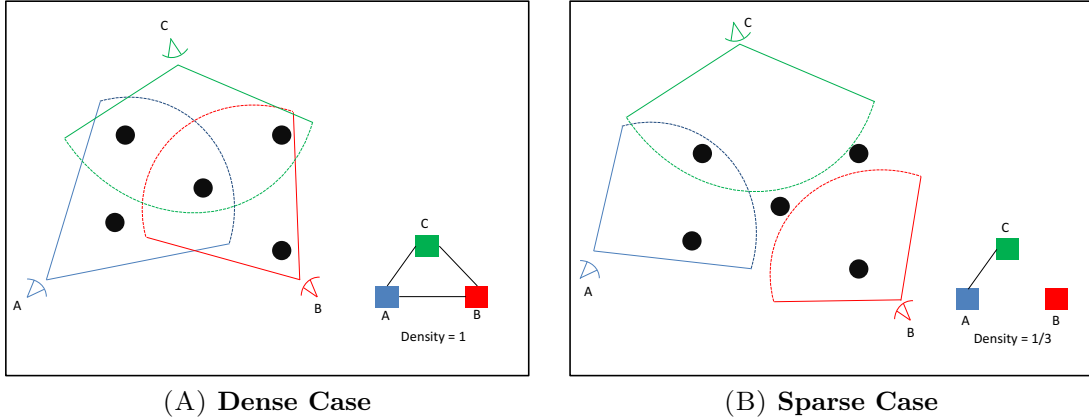 C
A
B
C
A
B
Density = 1
(A) Dense Case
C
A
B
C
A
B
Density = 1/3
(B) Sparse Case